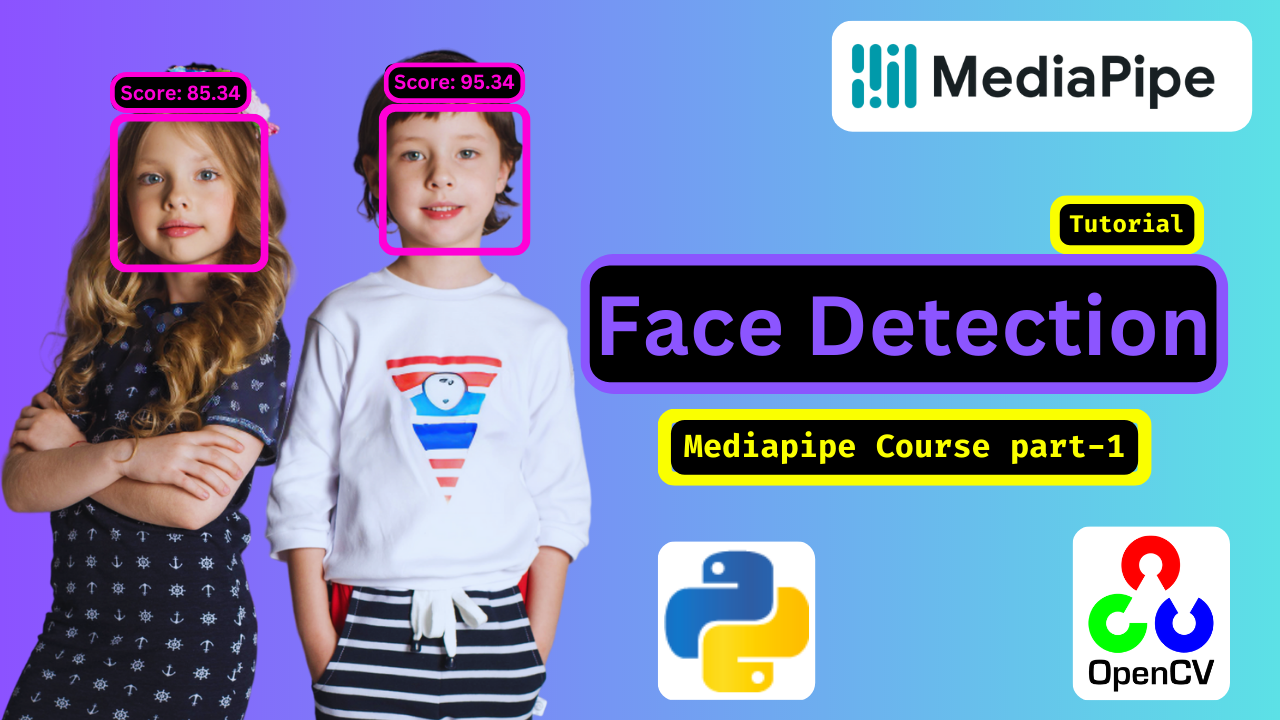 Score: 85.34
Score: 95.34
MediaPipe
Tutorial
Face Detection
Mediapipe Course part-1
OpenCV